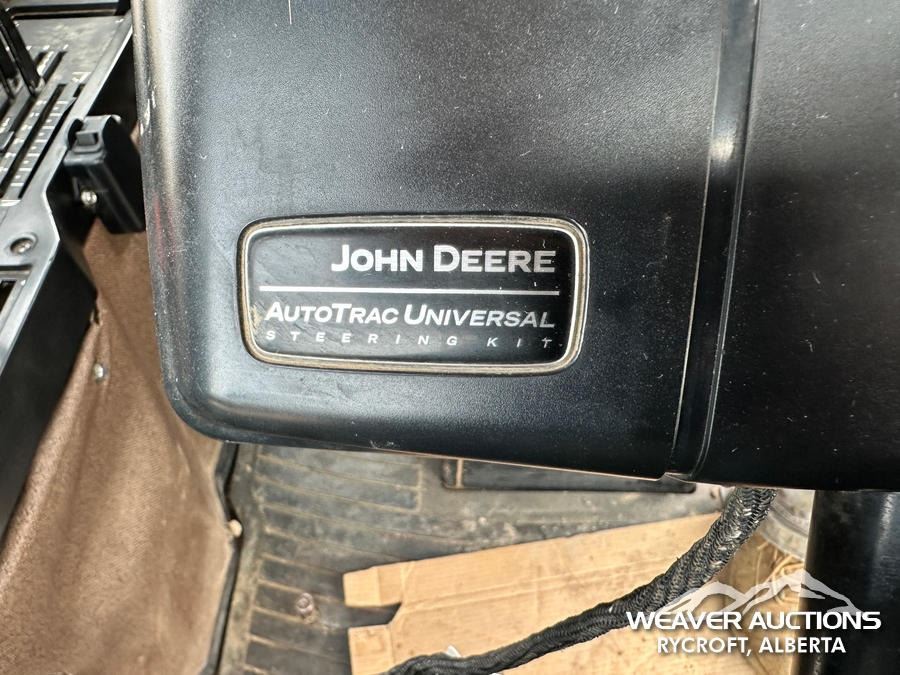 John Deere
AutoTrac Universal
STEERING KIT
WEAVER AUCTIONS
RYCROFT, ALBERTA